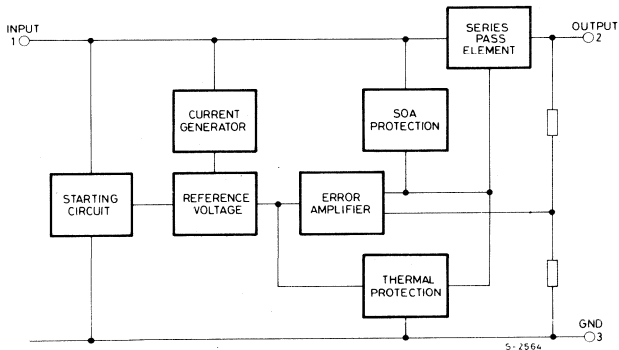 INPUT
1
SERIES
PASS
ELEMENT
OUTPUT
2
CURRENT
GENERATOR
SOA
PROTECTION
STARTING
CIRCUIT
REFERENCE
VOLTAGE
ERROR
AMPLIFIER
THERMAL
PROTECTION
GND
3
S-2564